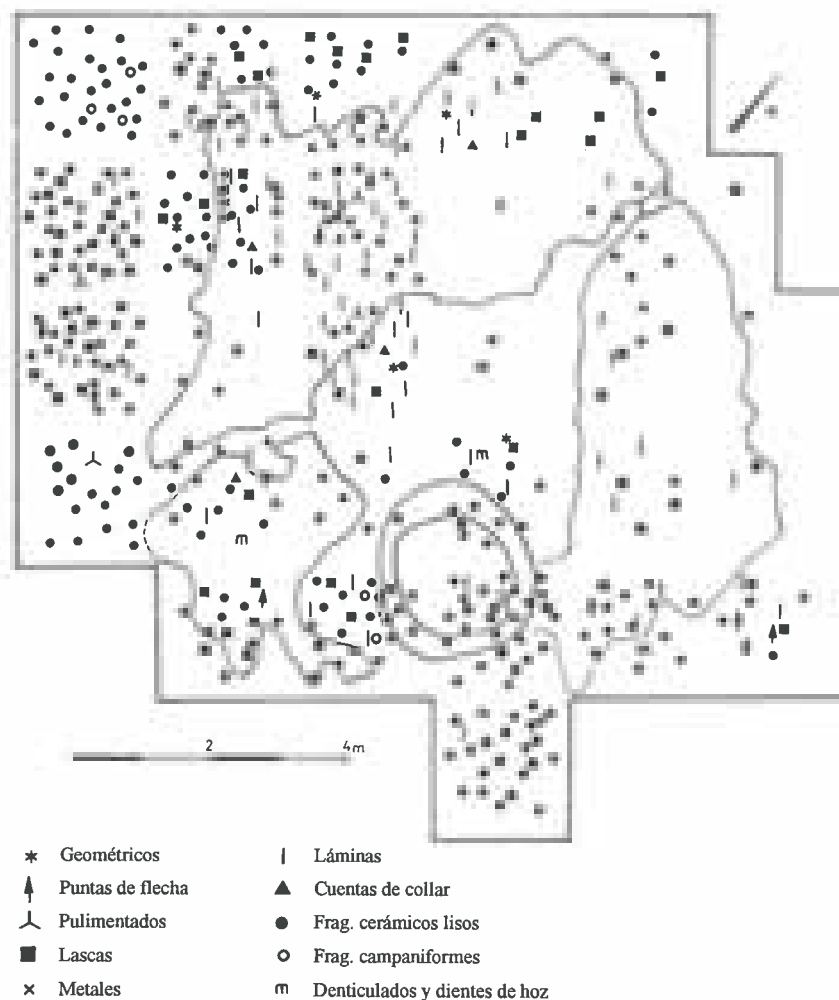 2 4m
Geométricos Láminas
Puntas de flecha Cuentas de collar
Pulimentados Frag. cerámicos lisos
Lascas Frag. campaniformes
Metales Denticulados y dientes de hoz